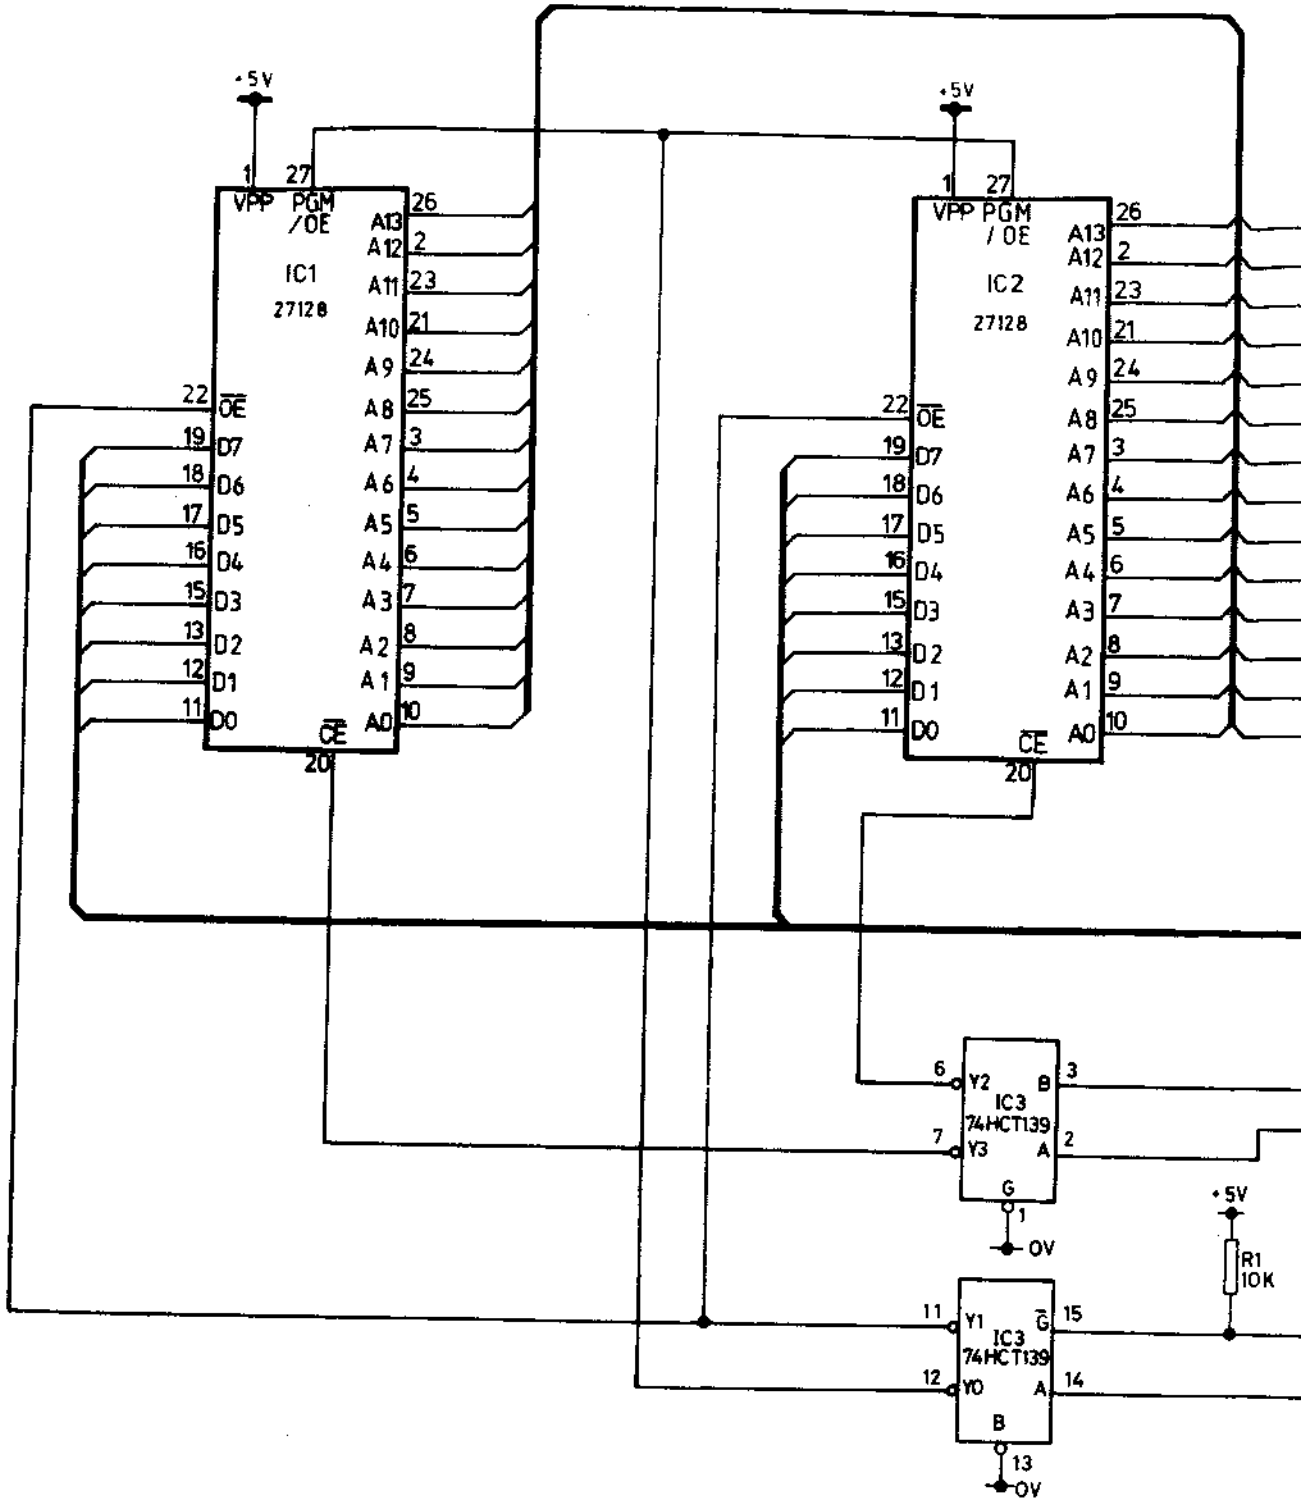 +5V
1 27
VPP PGM
/OE
IC1
27128
A13 26
A12 2
A11 23
A10 21
A9 24
A8 25
A7 3
A6 4
A5 5
A4 6
A3 7
A2 8
A1 9
A0 10
22 OE
19 D7
18 D6
17 D5
16 D4
15 D3
13 D2
12 D1
11 D0
CE
20
+5V
1 27
VPP PGM
/OE
IC2
27128
A13 26
A12 2
A11 23
A10 21
A9 24
A8 25
A7 3
A6 4
A5 5
A4 6
A3 7
A2 8
A1 9
A0 10
22 OE
19 D7
18 D6
17 D5
16 D4
15 D3
13 D2
12 D1
11 D0
CE
20
6 Y2 B 3
IC3
74HCT139
7 Y3 A 2
G
1
0V
+5V
R1
10K
11 Y1 G 15
IC3
74HCT139
12 Y0 A 14
B
13
0V